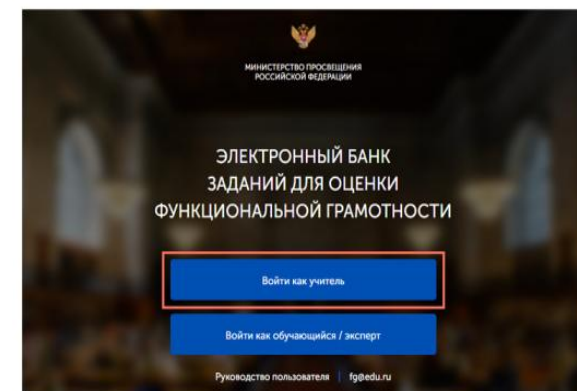 МИНИСТЕРСТВО ПРОСВЕЩЕНИЯ
РОССИЙСКОЙ ФЕДЕРАЦИИ
ЭЛЕКТРОННЫЙ БАНК
ЗАДАНИЙ ДЛЯ ОЦЕНКИ
ФУНКЦИОНАЛЬНОЙ ГРАМОТНОСТИ
Войти как учитель
Войти как обучающийся / эксперт
Руководство пользователя | fg@edu.ru